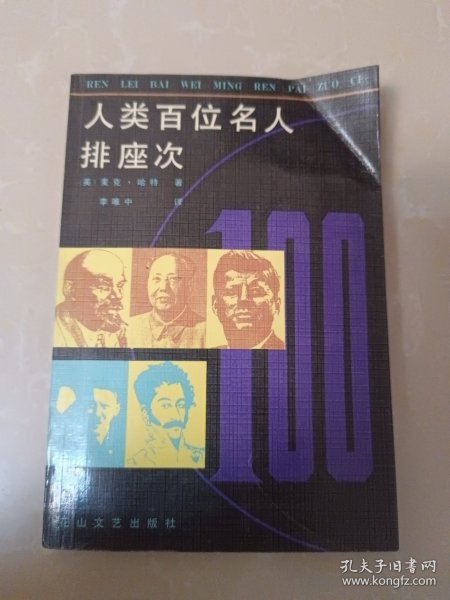 REN LEI BAI WEI MING REN PAI ZUO CI
人类百位名人
排座次
美 麦克·哈特 著
李唯中 译
100
花山文艺出版社
孔夫子旧书网
www.kongfz.com